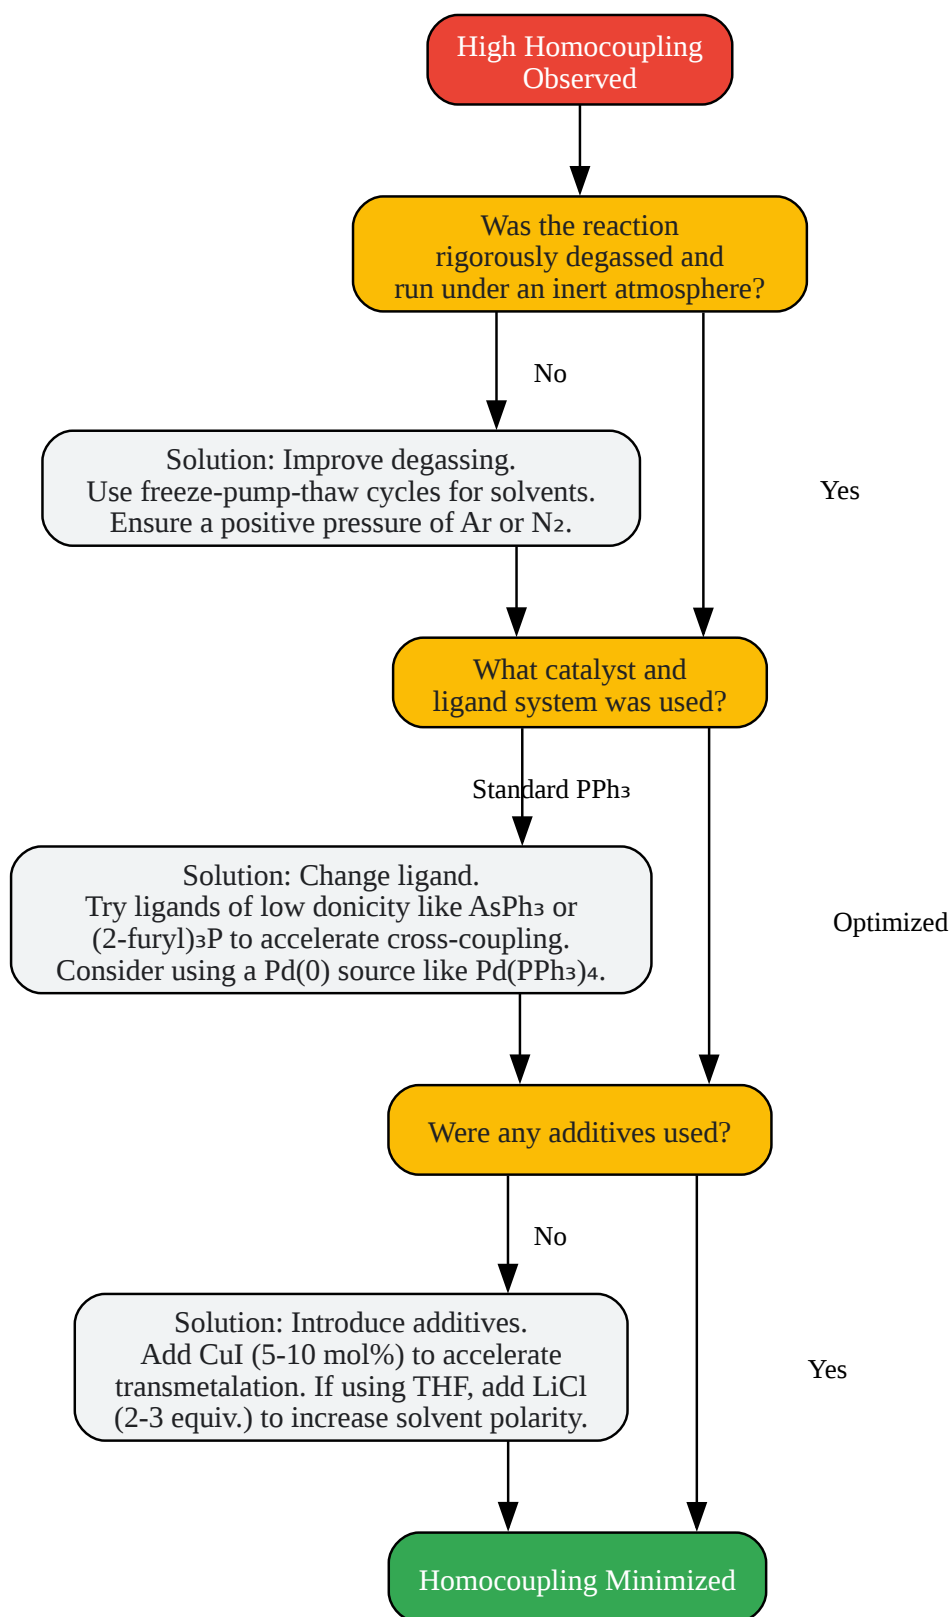 High Homocoupling
Observed
Was the reaction
rigorously degassed and
run under an inert atmosphere?
No
Solution: Improve degassing.
Use freeze-pump-thaw cycles for solvents.
Ensure a positive pressure of Ar or N₂.
Yes
What catalyst and
ligand system was used?
Standard PPh₃
Solution: Change ligand.
Try ligands of low donicity like AsPh₃ or
(2-furyl)₃P to accelerate cross-coupling.
Consider using a Pd(0) source like Pd(PPh₃)₄.
Optimized
Were any additives used?
No
Solution: Introduce additives.
Add CuI (5-10 mol%) to accelerate
transmetalation. If using THF, add LiCl
(2-3 equiv.) to increase solvent polarity.
Yes
Homocoupling Minimized